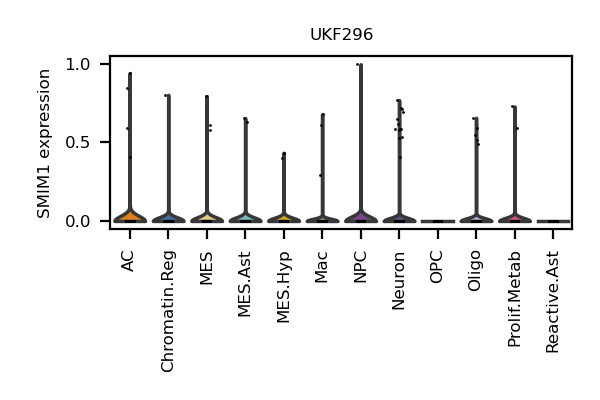 UKF296
SMIM1 expression
1.0
0.5
0.0
AC
Chromatin.Reg
MES
MES.Ast
MES.Hyp
Mac
NPC
Neuron
OPC
Oligo
Prolif.Metab
Reactive.Ast